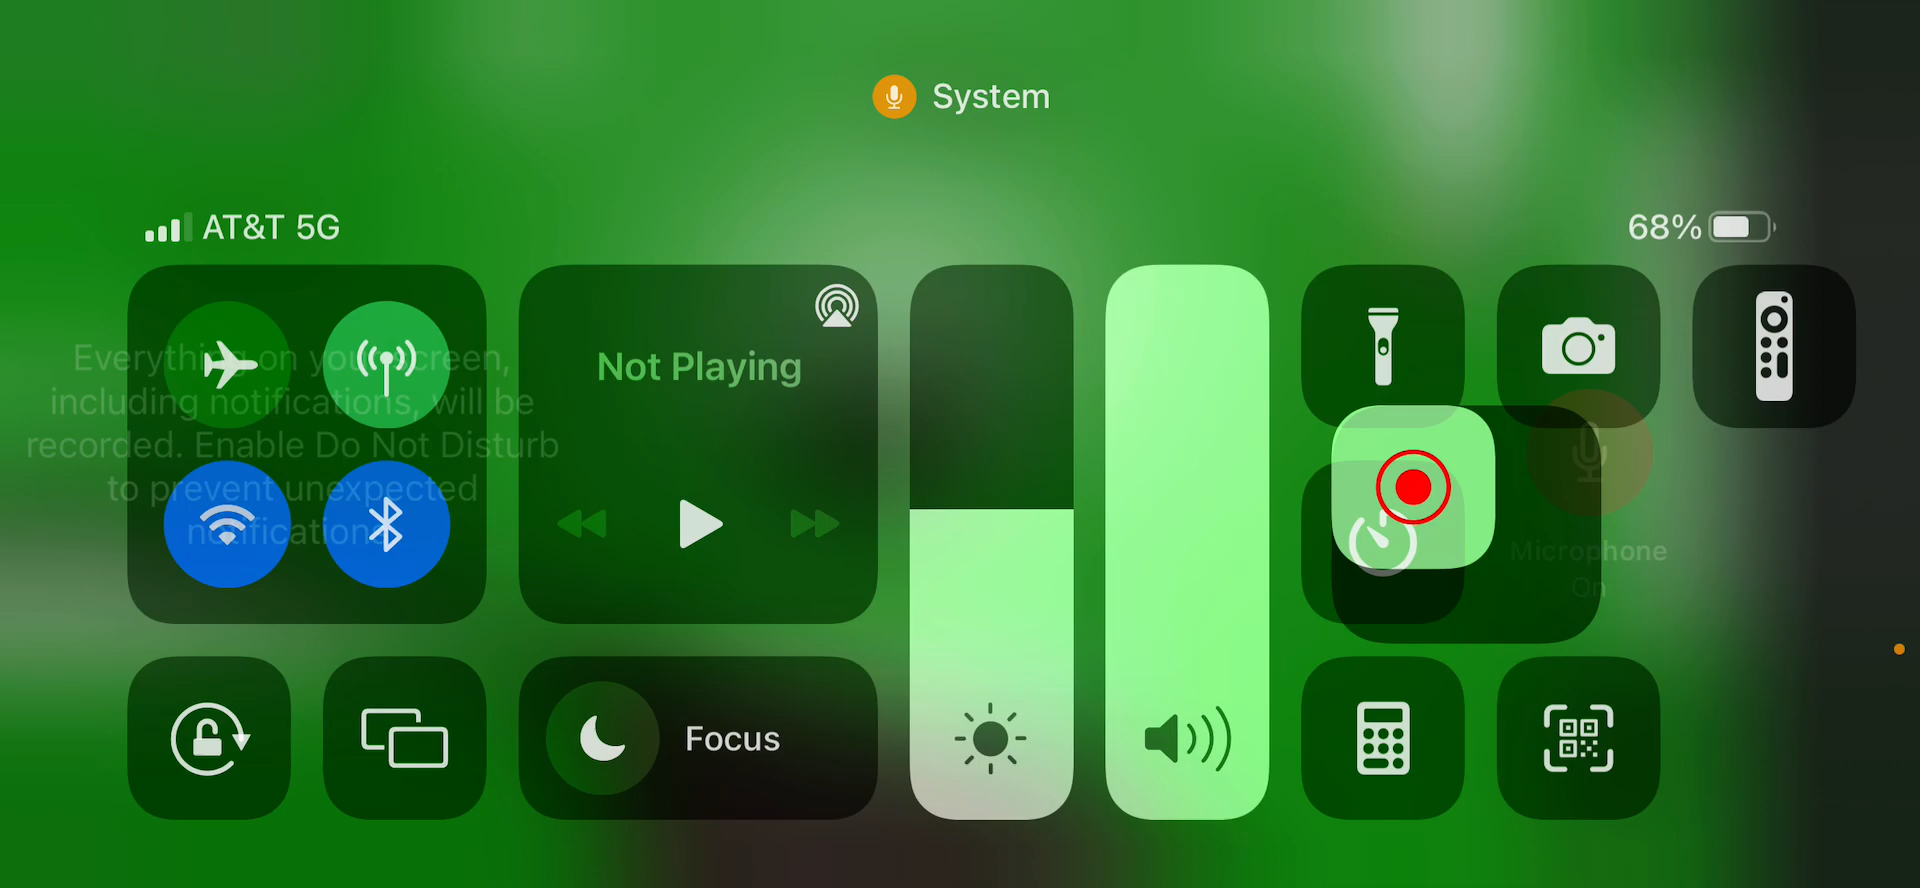 System
AT&T 5G
68%
Everything on your screen,
including notifications, will be
recorded. Enable Do Not Disturb
to prevent unexpected
notifications
Not Playing
Microphone
On
Focus